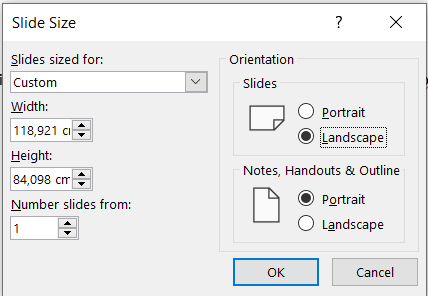 Slide Size
? ×
Slides sized for:
Custom
Width:
118,921 cm
Height:
84,098 cm
Number slides from:
1
Orientation
Slides
Portrait
Landscape
Notes, Handouts & Outline
Portrait
Landscape
OK
Cancel